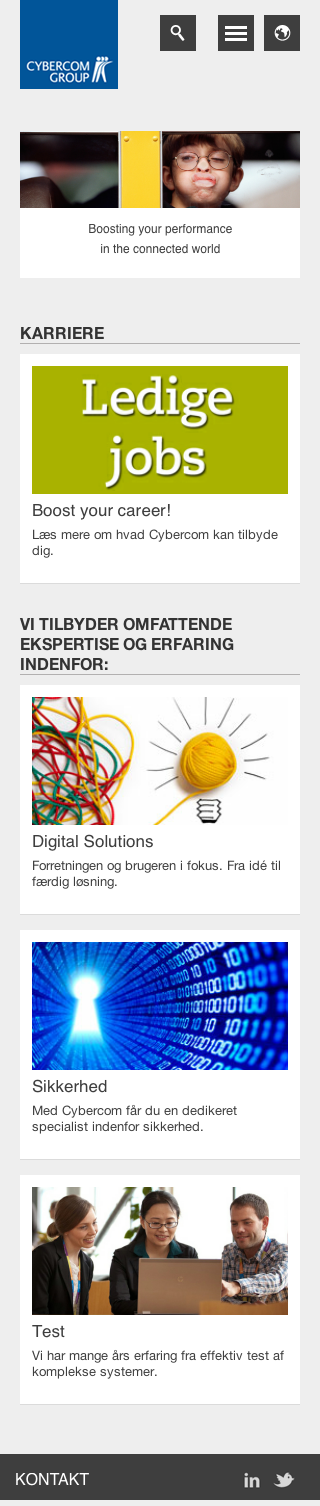 CYBERCOM
GROUP
Boosting your performance
in the connected world
KARRIERE
Ledige
jobs
Boost your career!
Læs mere om hvad Cybercom kan tilbyde
dig.
VI TILBYDER OMFATTENDE
EKSPERTISE OG ERFARING
INDENFOR:
Digital Solutions
Forretningen og brugeren i fokus. Fra idé til
færdig løsning.
Sikkerhed
Med Cybercom får du en dedikeret
specialist indenfor sikkerhed.
Test
Vi har mange års erfaring fra effektiv test af
komplekse systemer.
KONTAKT
in